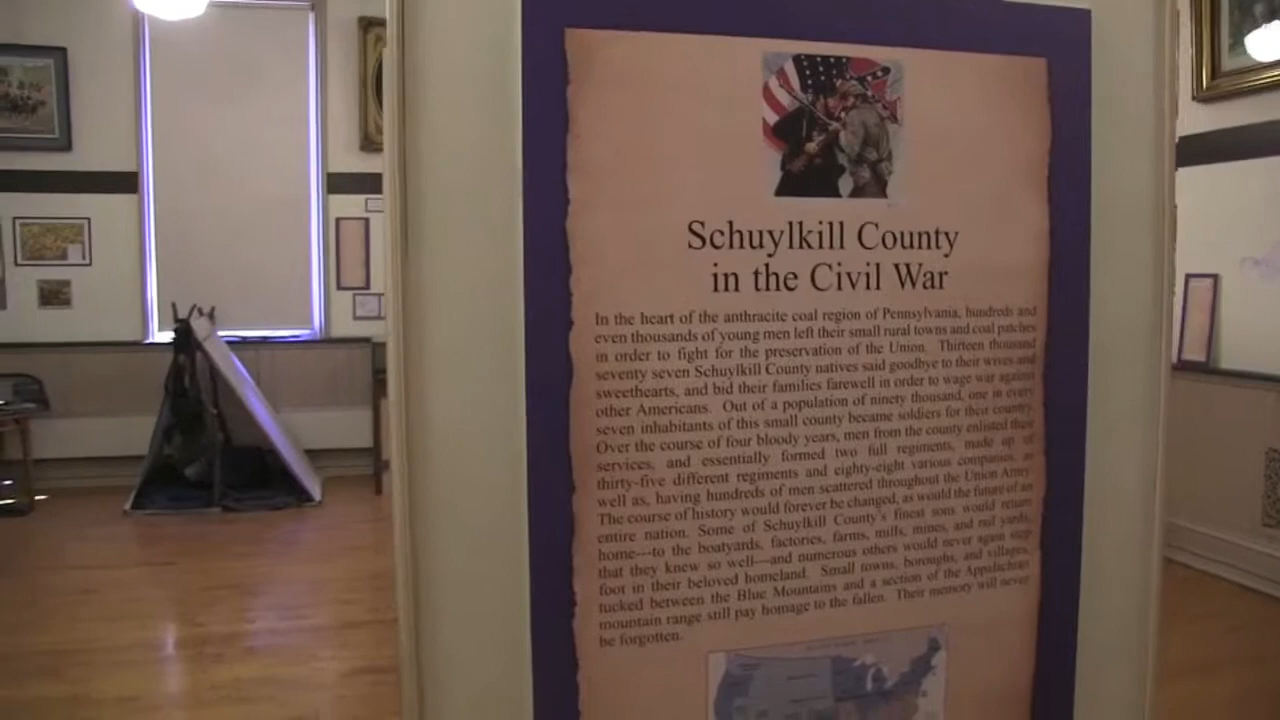 Schuylkill County
in the Civil War
In the heart of the anthracite coal region of Pennsylvania, hundreds and
even thousands of young men left their small rural towns and coal patches
in order to fight for the preservation of the Union. Thirteen thousand
seventy seven Schuylkill County natives said goodbye to their wives and
sweethearts, and bid their families farewell in order to wage war against
other Americans. Out of a population of ninety thousand, one in every
seven inhabitants of this small county became soldiers for their country.
Over the course of four bloody years, men from the county enlisted their
services, and essentially formed two full regiments, made up of
thirty-five different regiments and eighty-eight various companies, as
well as, having hundreds of men scattered throughout the Union Army.
The course of history would forever be changed, as would the future of an
entire nation. Some of Schuylkill County's finest sons would return
home---to the boatyards, factories, farms, mills, mines, and rail yards,
that they knew so well---and numerous others would never again step
foot in their beloved homeland. Small towns, boroughs, and villages,
tucked between the Blue Mountains and a section of the Appalachian
mountain range still pay homage to the fallen. Their memory will never
be forgotten.